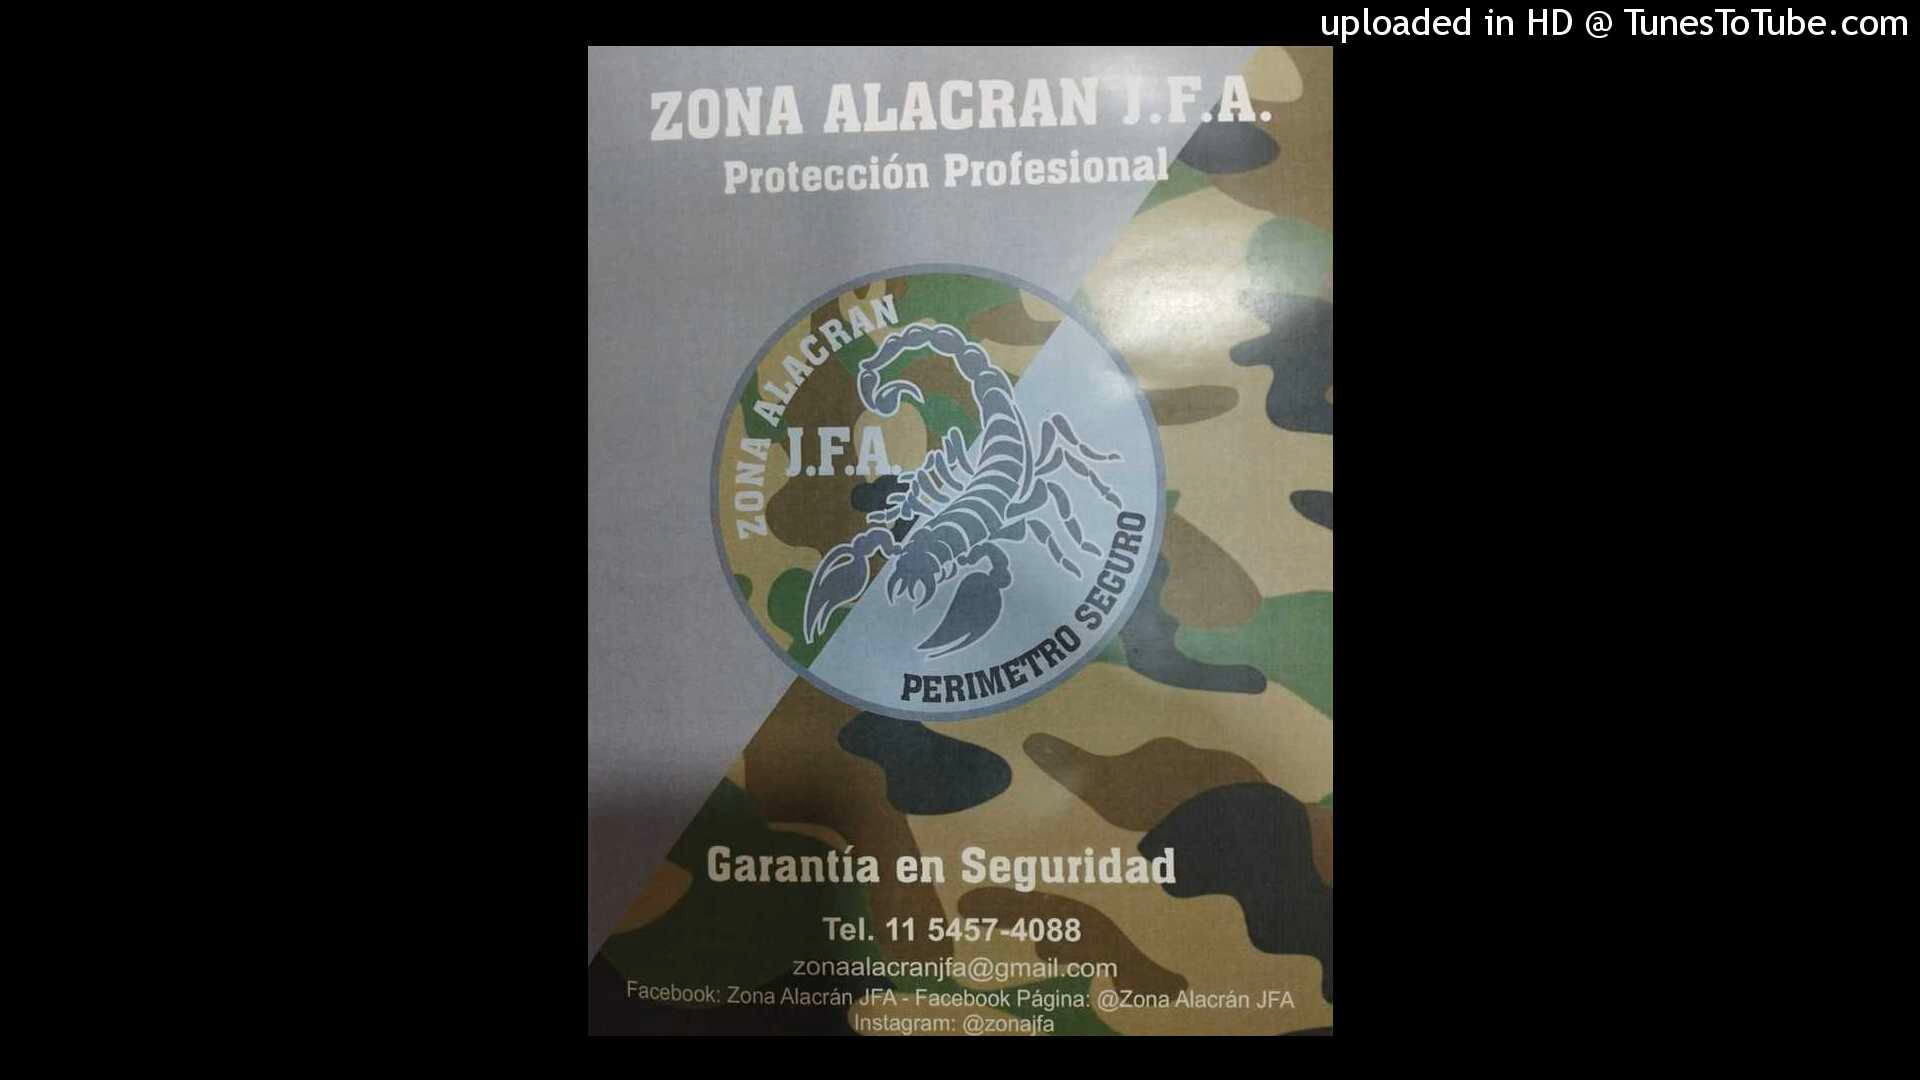 uploaded in HD @ TunesToTube.com
ZONA ALACRAN J.F.A.
Protección Profesional
ZONA ALACRAN
J.F.A.
PERIMETRO SEGURO
Garantía en Seguridad
Tel. 11 5457-4088
zonaalacranjfa@gmail.com
Facebook: Zona Alacrán JFA - Facebook Página: @Zona Alacrán JFA
Instagram: @zonajfa